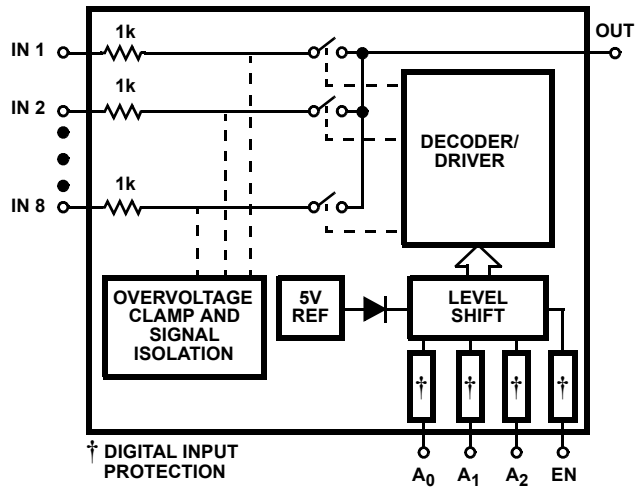 OUT
IN 1
1k
IN 2
1k
DECODER/
DRIVER
IN 8
1k
OVERVOLTAGE
CLAMP AND
SIGNAL
ISOLATION
5V
REF
LEVEL
SHIFT
†
†
†
†
† DIGITAL INPUT
PROTECTION
A0
A1
A2
EN